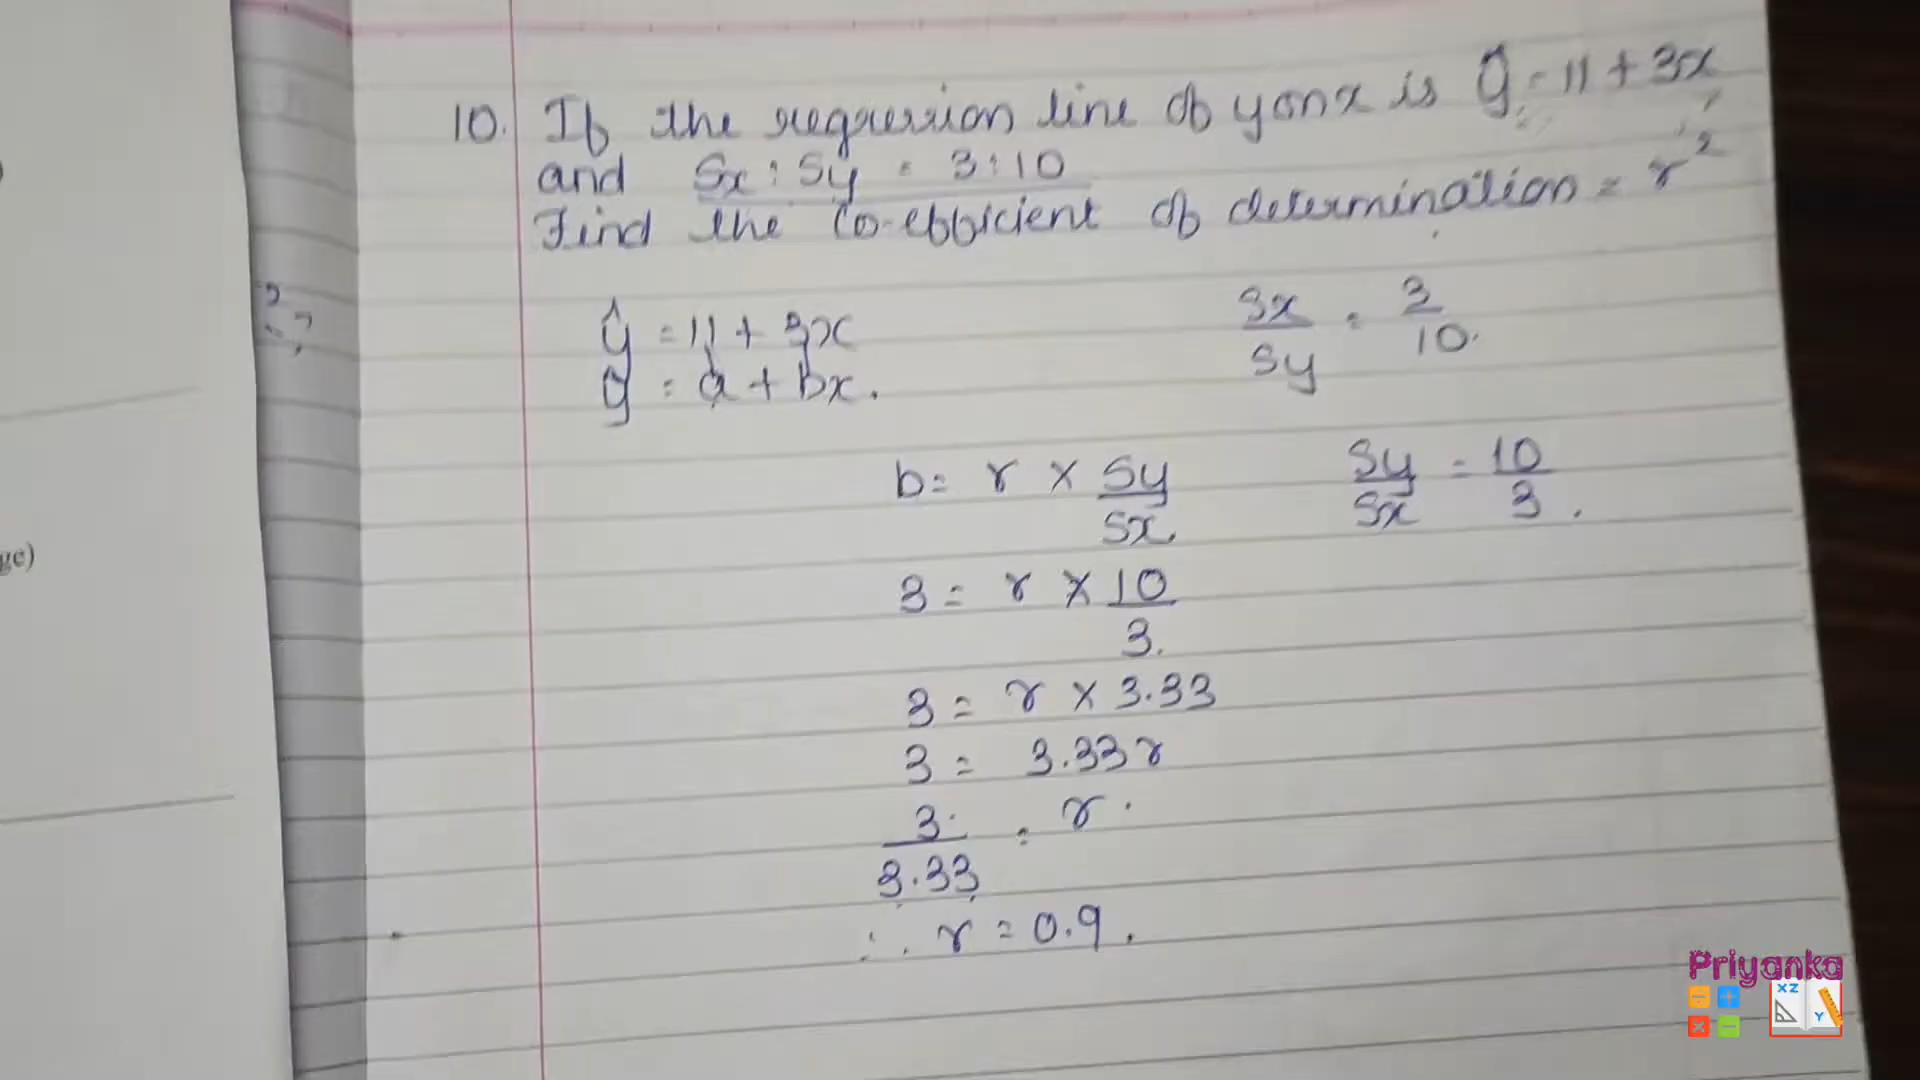 10. If the regression line of y on x is ŷ = 11 + 3x
and Sx : Sy = 3:10
Find the Co-efficient of determination = r²
ŷ = 11 + 3x
ŷ = a + bx.
Sx/Sy = 3/10.
b = r × Sy/Sx.
Sy/Sx = 10/3.
3 = r × 10/3.
3 = r × 3.33
3 = 3.33r
3/3.33 = r.
∴ r = 0.9.
ge)
Priyanka
XZ
Y